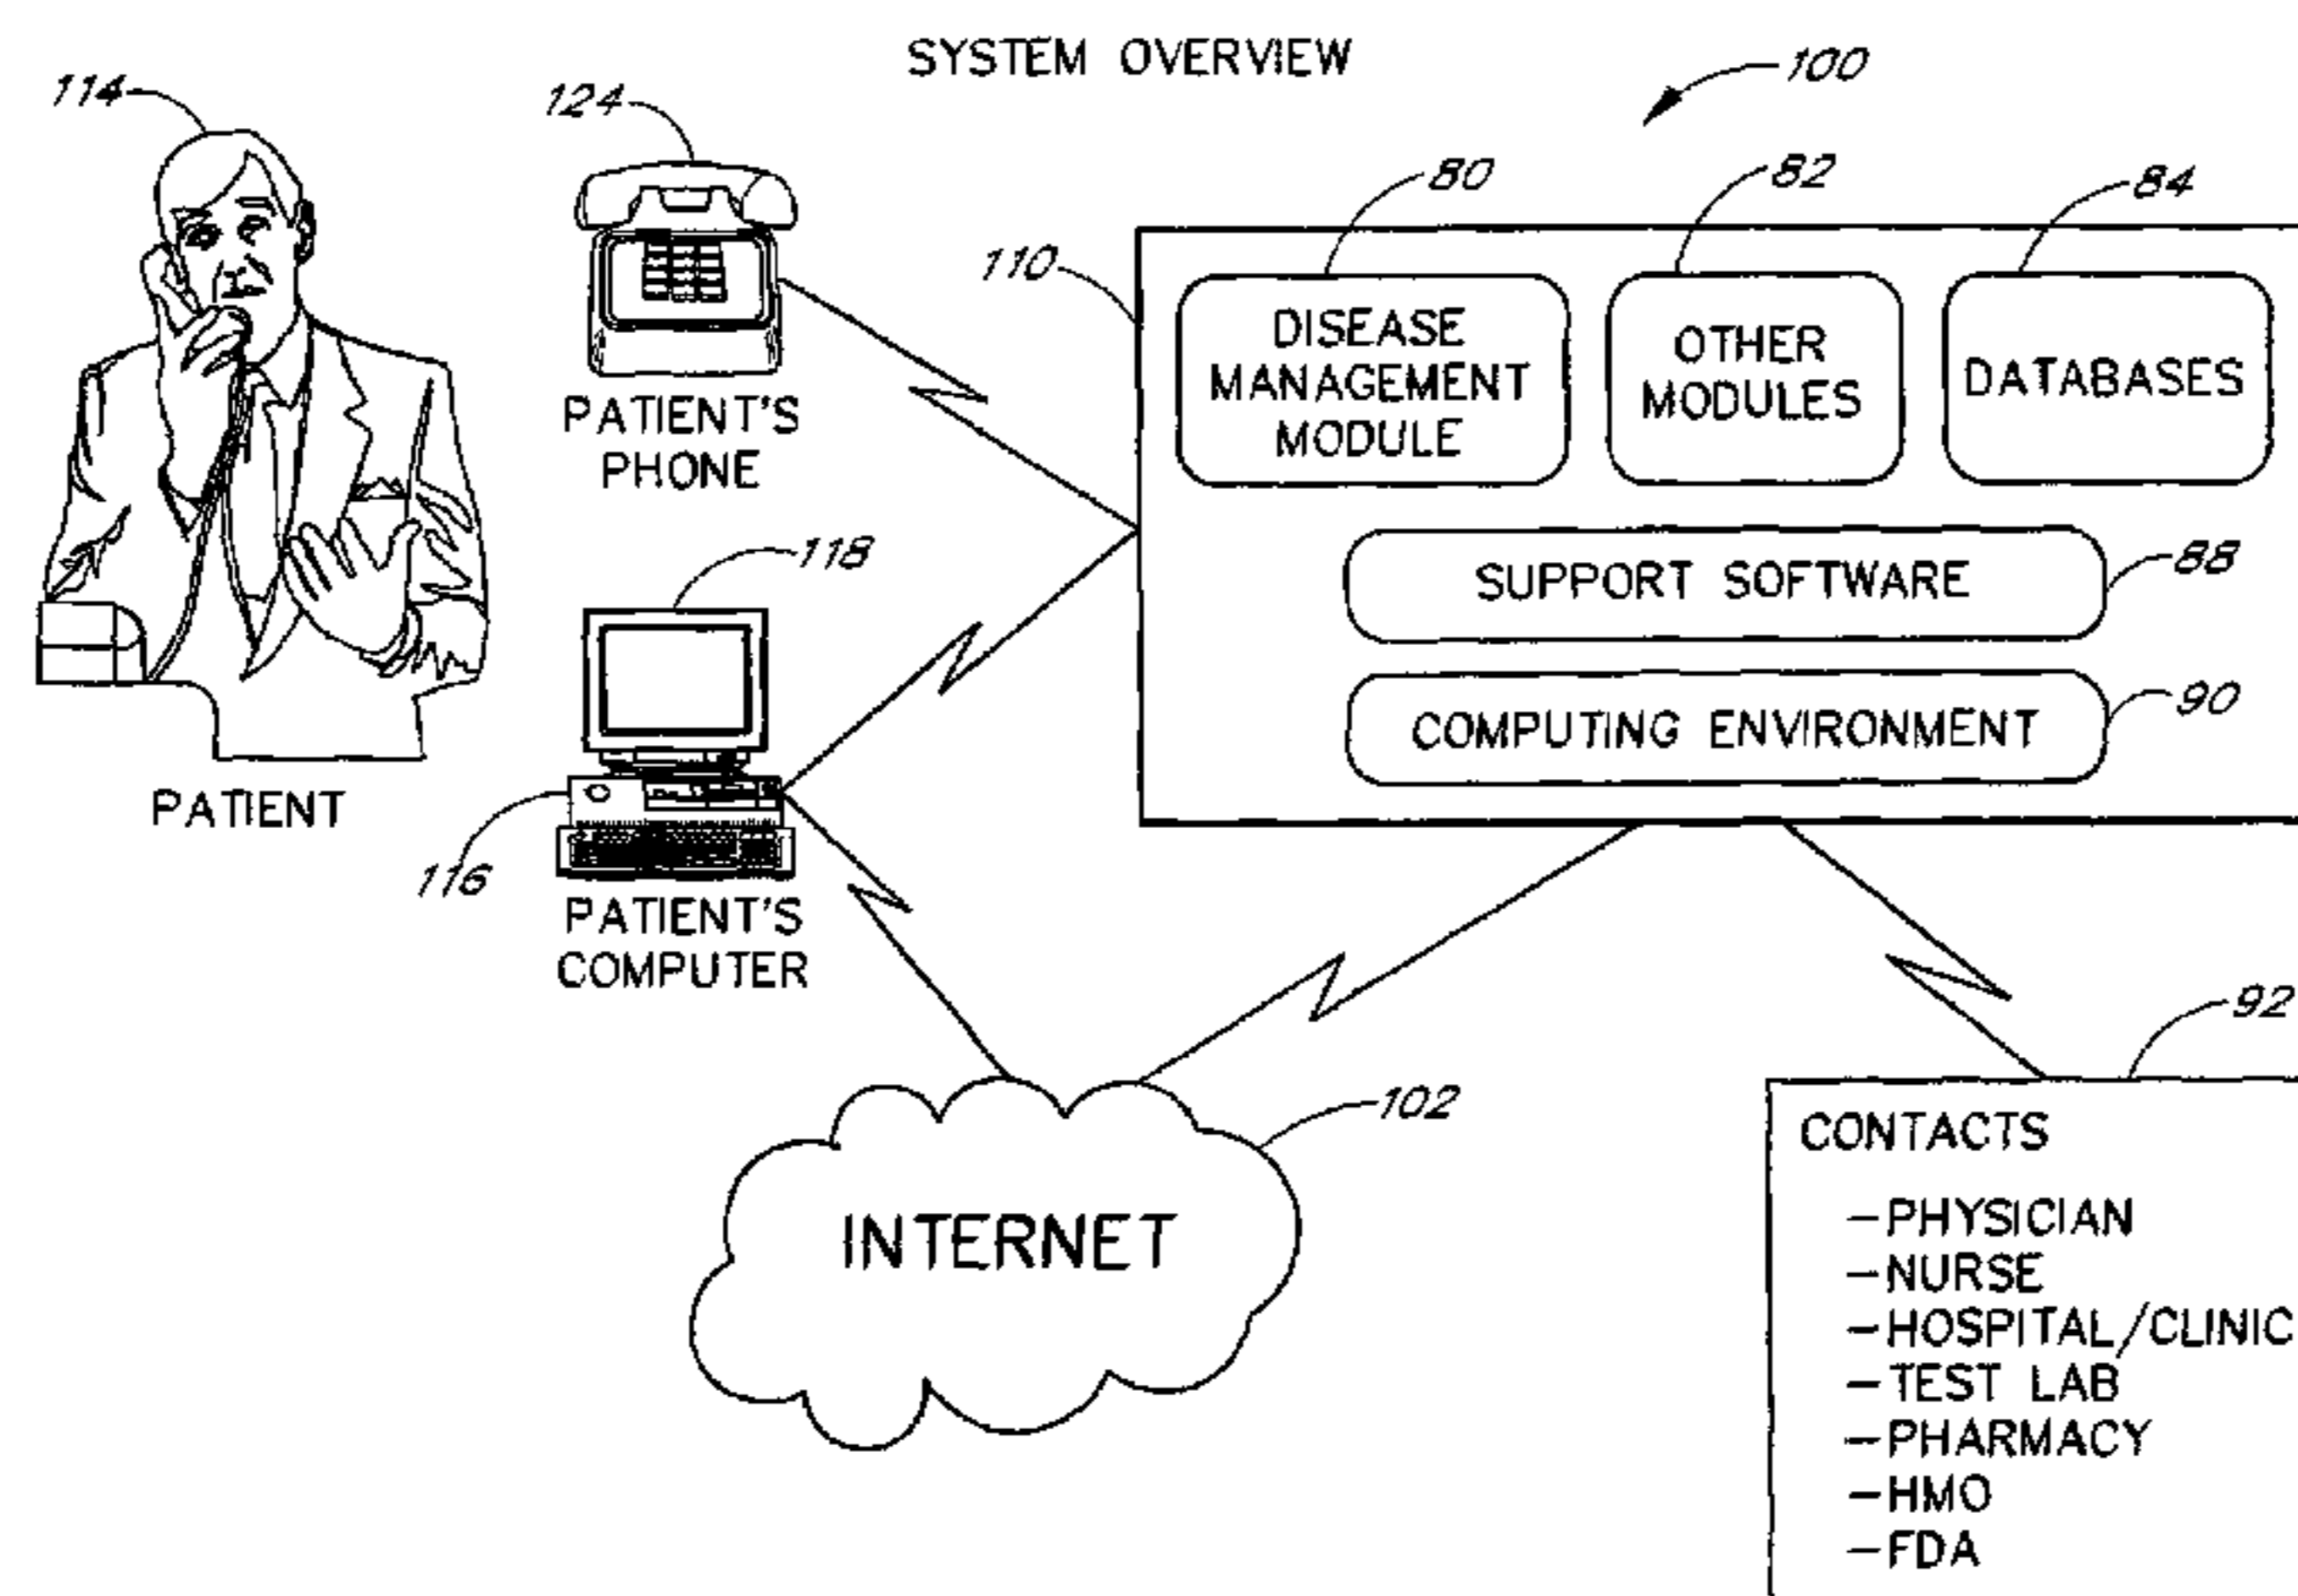 SYSTEM OVERVIEW
100
114
124
80
82
84
110
DISEASE
MANAGEMENT
MODULE
OTHER
MODULES
DATABASES
PATIENT'S
PHONE
118
SUPPORT SOFTWARE
88
COMPUTING ENVIRONMENT
90
PATIENT
116
PATIENT'S
COMPUTER
92
102
INTERNET
CONTACTS
-PHYSICIAN
-NURSE
-HOSPITAL/CLINIC
-TEST LAB
-PHARMACY
-HMO
-FDA